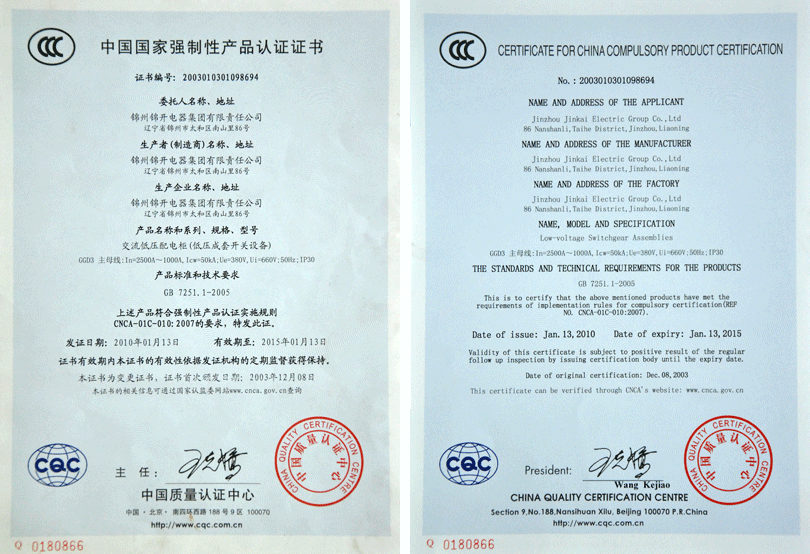 中国国家强制性产品认证证书
证书编号: 2003010301098694
委托人名称、地址
锦州锦开电器集团有限责任公司
辽宁省锦州市太和区南山里86号
生产者(制造商)名称、地址
锦州锦开电器集团有限责任公司
辽宁省锦州市太和区南山里86号
生产企业名称、地址
锦州锦开电器集团有限责任公司
辽宁省锦州市太和区南山里86号
产品名称和系列、规格、型号
交流低压配电柜(低压成套开关设备)
GGD3 主母线:In=2500A～1000A,Icw=50kA;Ue=380V,Ui=660V;50Hz;IP30
产品标准和技术要求
GB 7251.1-2005
上述产品符合强制性产品认证实施规则
CNCA-01C-010:2007的要求,特发此证。
发证日期: 2010年01月13日 有效期至: 2015年01月13日
证书有效期内本证书的有效性依据发证机构的定期监督获得保持。
本证书为变更证书, 证书首次颁发日期: 2003年12月08日
本证书的相关信息可通过国家认监委网站www.cnca.gov.cn查询
CQC
主 任:
CHINA QUALITY CERTIFICATION CENTRE
中国质量认证中心
中国质量认证中心
中国·北京·南四环西路188号9区 100070
http://www.cqc.com.cn
Q 0180866
CCC
CERTIFICATE FOR CHINA COMPULSORY PRODUCT CERTIFICATION
No.: 2003010301098694
NAME AND ADDRESS OF THE APPLICANT
Jinzhou Jinkai Electric Group Co.,Ltd
86 Nanshanli,Taihe District,Jinzhou,Liaoning
NAME AND ADDRESS OF THE MANUFACTURER
Jinzhou Jinkai Electric Group Co.,Ltd
86 Nanshanli,Taihe District,Jinzhou,Liaoning
NAME AND ADDRESS OF THE FACTORY
Jinzhou Jinkai Electric Group Co.,Ltd
86 Nanshanli,Taihe District,Jinzhou,Liaoning
NAME, MODEL AND SPECIFICATION
Low-voltage Switchgear Assemblies
GGD3 主母线:In=2500A～1000A,Icw=50kA;Ue=380V,Ui=660V;50Hz;IP30
THE STANDARDS AND TECHNICAL REQUIREMENTS FOR THE PRODUCTS
GB 7251.1-2005
This is to certify that the above mentioned products have met the
requirements of implementation rules for compulsory certification(REF
NO. CNCA-01C-010:2007).
Date of issue: Jan.13,2010 Date of expiry: Jan.13,2015
Validity of this certificate is subject to positive result of the regular
follow up inspection by issuing certification body until the expiry date.
Date of original certification: Dec.08,2003
This certificate can be verified through CNCA's website: www.cnca.gov.cn
CQC
President:
Wang Kejiao
CHINA QUALITY CERTIFICATION CENTRE
中国质量认证中心
CHINA QUALITY CERTIFICATION CENTRE
Section 9,No.188,Nansihuan Xilu, Beijing 100070 P.R.China
http://www.cqc.com.cn
Q 0180866